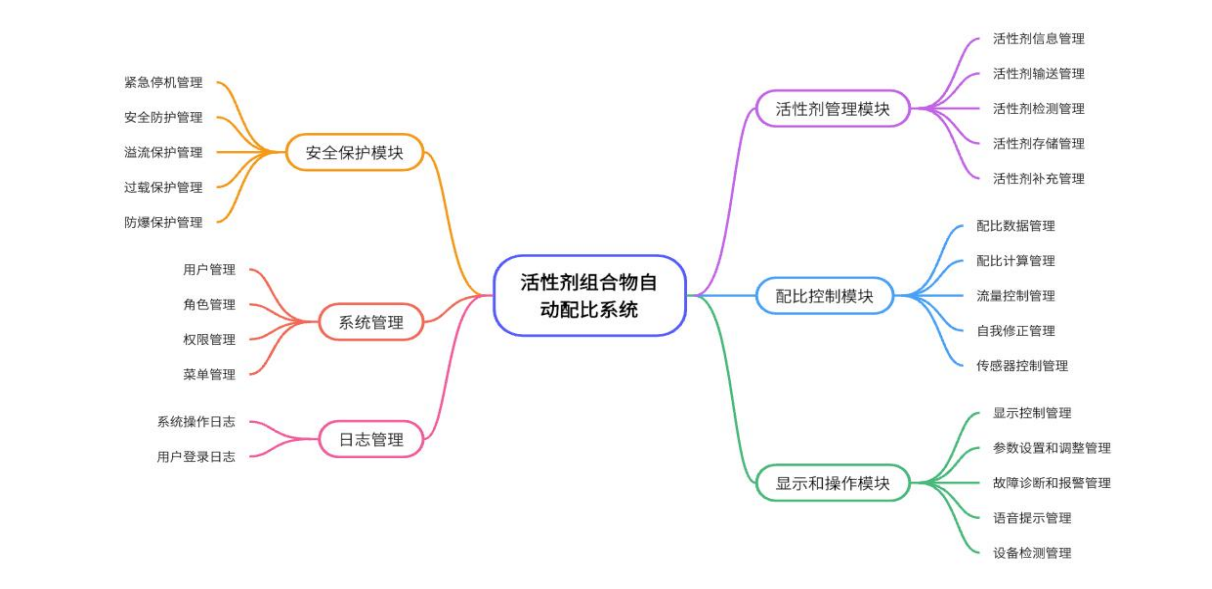 活性剂组合物自
动配比系统
活性剂管理模块
活性剂信息管理
活性剂输送管理
活性剂检测管理
活性剂存储管理
活性剂补充管理
配比控制模块
配比数据管理
配比计算管理
流量控制管理
自我修正管理
传感器控制管理
显示和操作模块
显示控制管理
参数设置和调整管理
故障诊断和报警管理
语音提示管理
设备检测管理
安全保护模块
紧急停机管理
安全防护管理
溢流保护管理
过载保护管理
防爆保护管理
系统管理
用户管理
角色管理
权限管理
菜单管理
日志管理
系统操作日志
用户登录日志